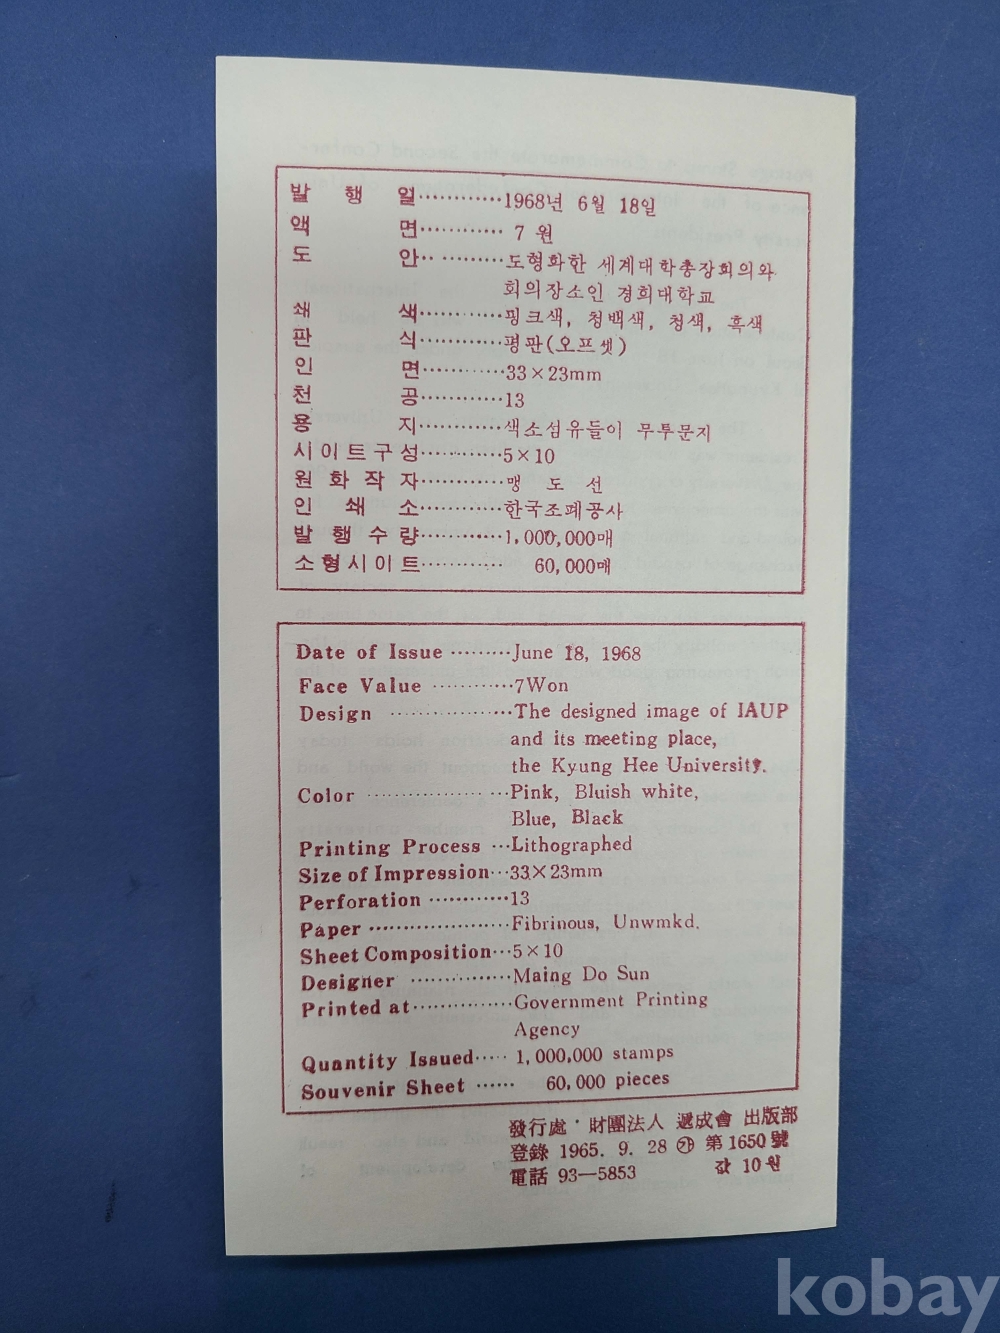 발 행 일…………1968년 6월 18일
액 면………… 7 원
도 안…………도형화한 세계대학총장회의와
회의장소인 경희대학교
쇄 색…………핑크색, 청백색, 청색, 흑색
판 식…………평판(오프셋)
인 면…………33×23mm
천 공…………13
용 지…………색소섬유들이 무투문지
시이트구성…………5×10
원 화 작 자…………맹 도 선
인 쇄 소…………한국조폐공사
발 행 수 량…………1,000,000매
소형시이트………… 60,000매
Date of Issue ………June 18, 1968
Face Value …………7Won
Design ………………The designed image of IAUP
and its meeting place,
the Kyung Hee University.
Color …………………Pink, Bluish white,
Blue, Black
Printing Process …Lithographed
Size of Impression…33×23mm
Perforation …………13
Paper …………………Fibrinous, Unwmkd.
Sheet Composition…5×10
Designer ……………Maing Do Sun
Printed at……………Government Printing
Agency
Quantity Issued…… 1,000,000 stamps
Souvenir Sheet …… 60,000 pieces
發行處・財團法人 遞成會 出版部
登錄 1965. 9. 28 ㉮ 第1650號
電話 93—5853 값 10원
kobay